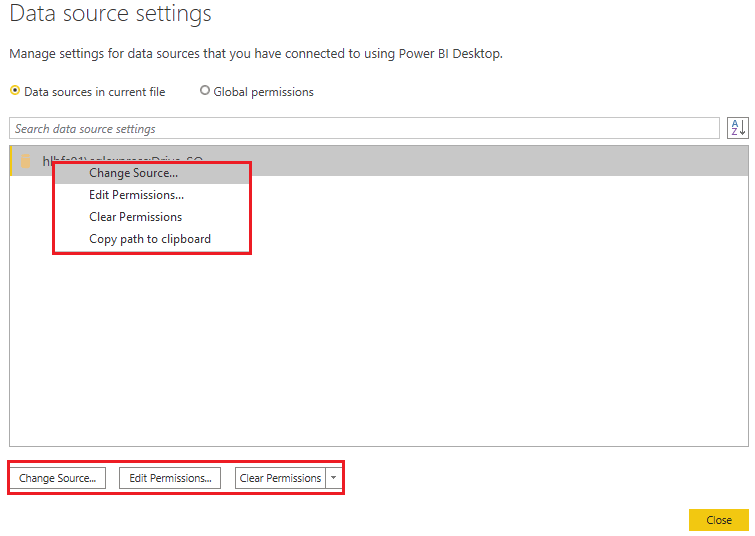 Data source settings
Manage settings for data sources that you have connected to using Power BI Desktop.
Data sources in current file
Global permissions
Search data source settings
A
Z
Change Source...
Edit Permissions...
Clear Permissions
Copy path to clipboard
Change Source...
Edit Permissions...
Clear Permissions
Close